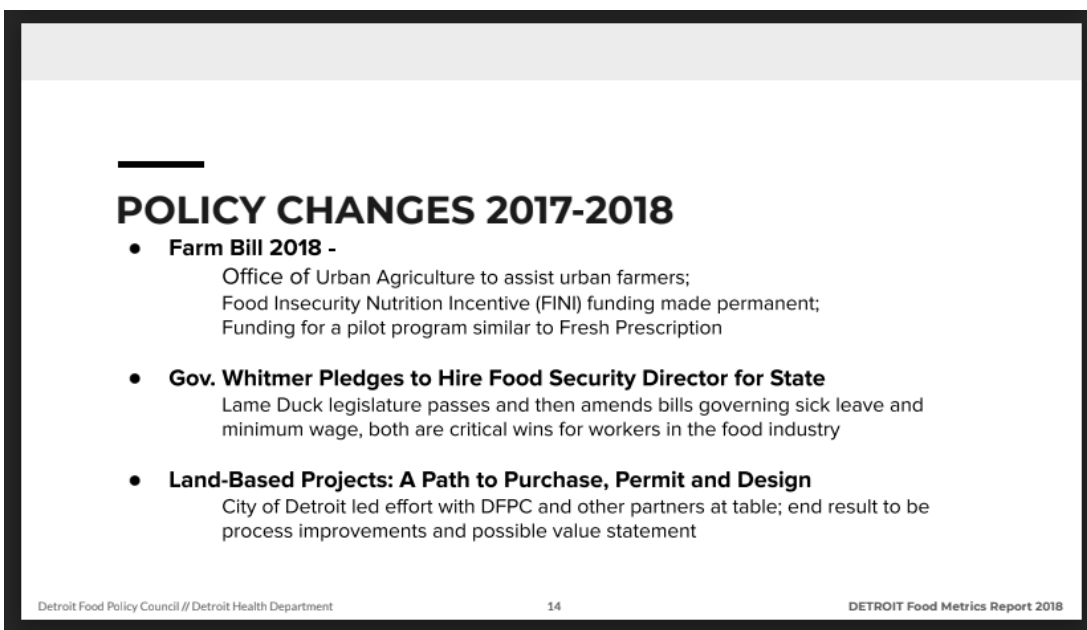 POLICY CHANGES 2017-2018
● Farm Bill 2018 -
Office of Urban Agriculture to assist urban farmers;
Food Insecurity Nutrition Incentive (FINI) funding made permanent;
Funding for a pilot program similar to Fresh Prescription
● Gov. Whitmer Pledges to Hire Food Security Director for State
Lame Duck legislature passes and then amends bills governing sick leave and
minimum wage, both are critical wins for workers in the food industry
● Land-Based Projects: A Path to Purchase, Permit and Design
City of Detroit led effort with DFPC and other partners at table; end result to be
process improvements and possible value statement
Detroit Food Policy Council // Detroit Health Department 14 DETROIT Food Metrics Report 2018